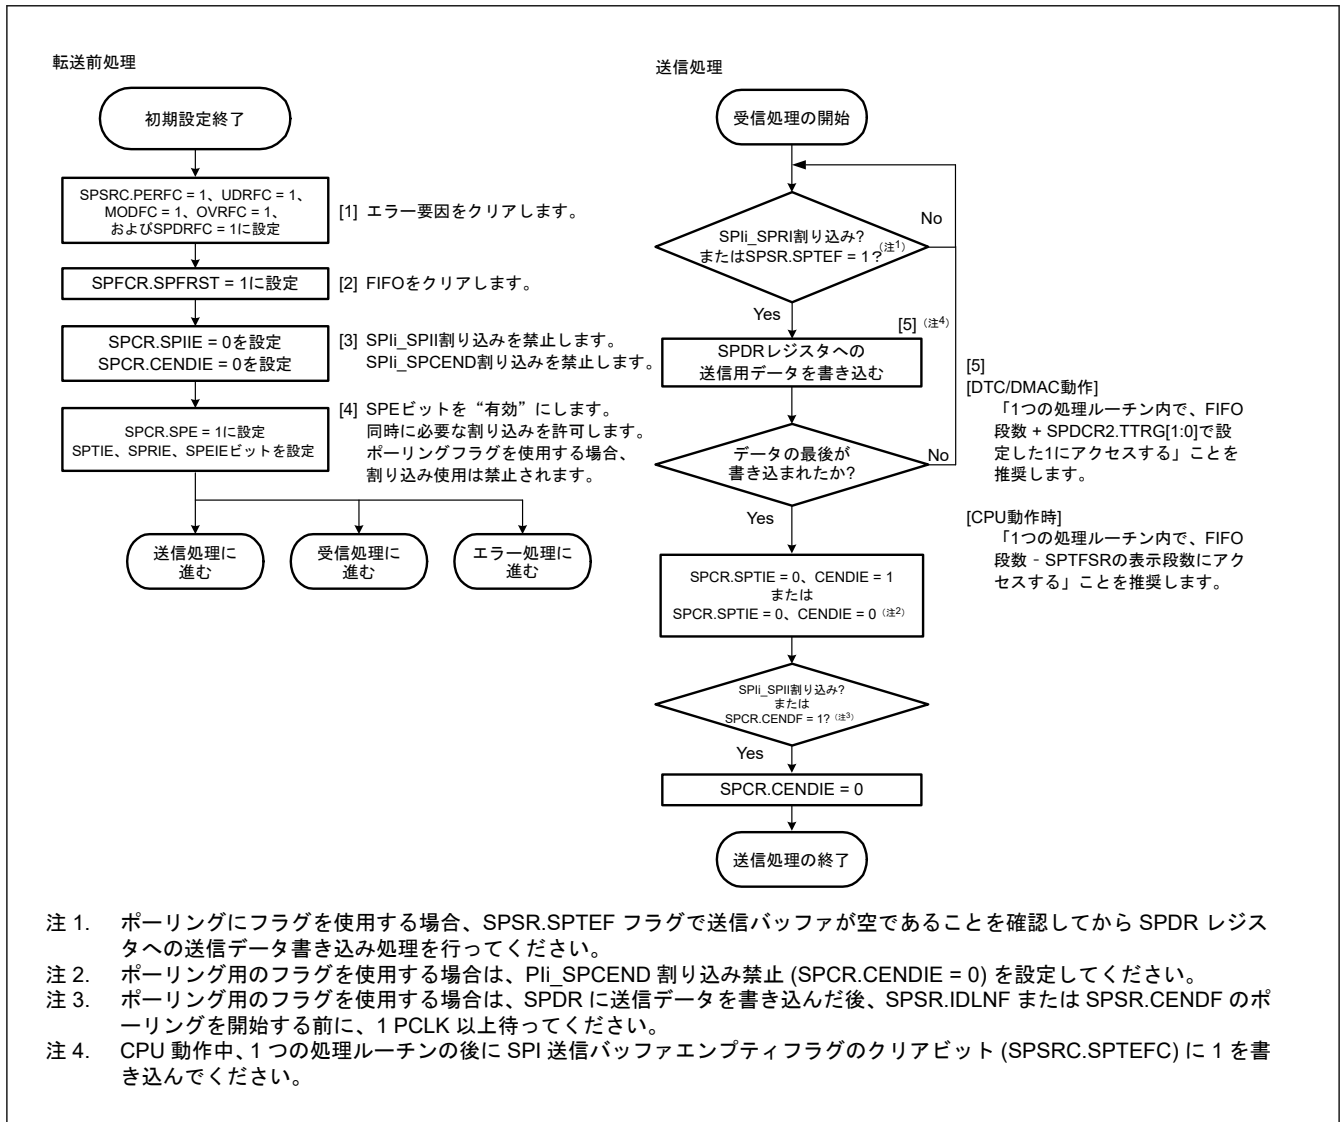 転送前処理
初期設定終了
SPSRC.PERFC = 1、UDRFC = 1、
MODFC = 1、OVRFC = 1、
およびSPDRFC = 1に設定
[1] エラー要因をクリアします。
SPFCR.SPFRST = 1に設定
[2] FIFOをクリアします。
SPCR.SPIIE = 0を設定
SPCR.CENDIE = 0を設定
[3] SPIi_SPII割り込みを禁止します。
SPIi_SPCEND割り込みを禁止します。
SPCR.SPE = 1に設定
SPTIE、SPRIE、SPEIEビットを設定
[4] SPEビットを“有効”にします。
同時に必要な割り込みを許可します。
ポーリングフラグを使用する場合、
割り込み使用は禁止されます。
送信処理に
進む
受信処理に
進む
エラー処理に
進む
送信処理
受信処理の開始
SPIi_SPRI割り込み?
またはSPSR.SPTEF = 1?(注1)
No
Yes
[5](注4)
SPDRレジスタへの
送信用データを書き込む
データの最後が
書き込まれたか?
No
Yes
SPCR.SPTIE = 0、CENDIE = 1
または
SPCR.SPTIE = 0、CENDIE = 0(注2)
SPIi_SPII割り込み?
または
SPCR.CENDF = 1?(注3)
Yes
SPCR.CENDIE = 0
送信処理の終了
[5]
[DTC/DMAC動作]
「1つの処理ルーチン内で、FIFO
段数 + SPDCR2.TTRG[1:0]で設
定した1にアクセスする」ことを
推奨します。
[CPU動作時]
「1つの処理ルーチン内で、FIFO
段数 - SPTFSRの表示段数にアク
セスする」ことを推奨します。
注 1. ポーリングにフラグを使用する場合、SPSR.SPTEF フラグで送信バッファが空であることを確認してから SPDR レジス
タへの送信データ書き込み処理を行ってください。
注 2. ポーリング用のフラグを使用する場合は、PIi_SPCEND 割り込み禁止 (SPCR.CENDIE = 0) を設定してください。
注 3. ポーリング用のフラグを使用する場合は、SPDR に送信データを書き込んだ後、SPSR.IDLNF または SPSR.CENDF のポ
ーリングを開始する前に、1 PCLK 以上待ってください。
注 4. CPU 動作中、1 つの処理ルーチンの後に SPI 送信バッファエンプティフラグのクリアビット (SPSRC.SPTEFC) に 1 を書
き込んでください。